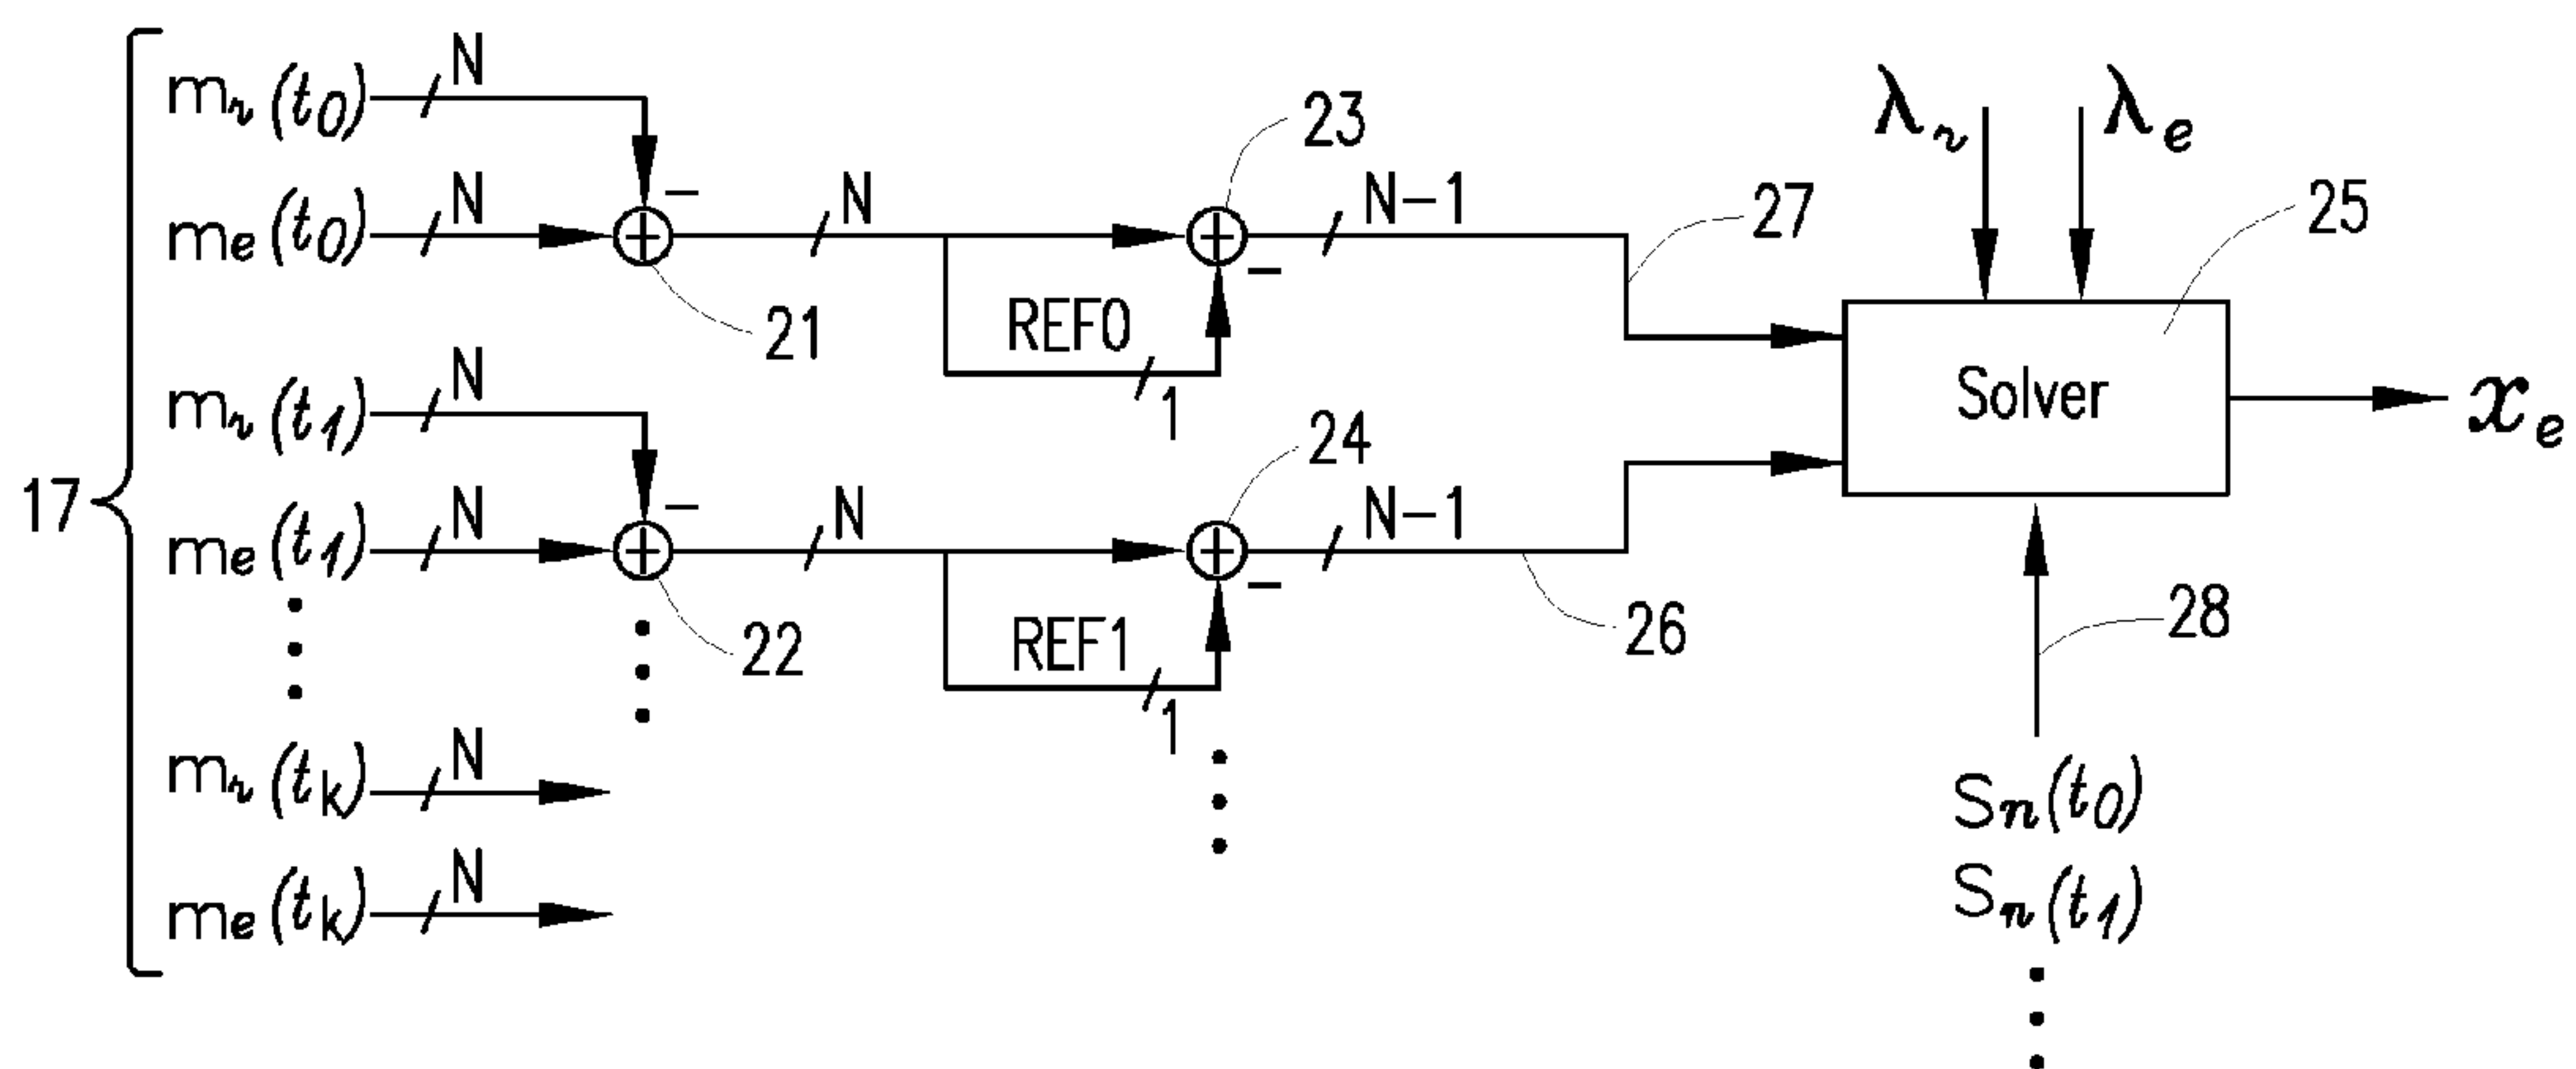 mr(t0) N
me(t0) N
21
N
REF0
1
23
N-1
27
λr λe
25
Solver
xe
17
mr(t1) N
me(t1) N
22
N
REF1
1
24
N-1
26
28
mr(tk) N
me(tk) N
Sn(t0)
Sn(t1)